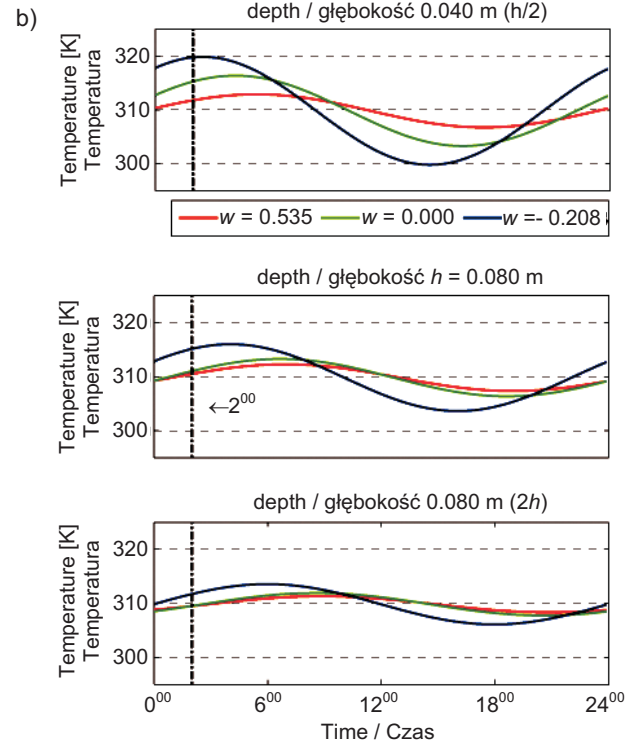 b)
depth / głębokość 0.040 m (h/2)
Temperature [K]
Temperatura
320
310
300
w = 0.535 w = 0.000 w =- 0.208
depth / głębokość h = 0.080 m
Temperature [K]
Temperatura
320
310
300
←2⁰⁰
depth / głębokość 0.080 m (2h)
Temperature [K]
Temperatura
320
310
300
0⁰⁰ 6⁰⁰ 12⁰⁰ 18⁰⁰ 24⁰⁰
Time / Czas